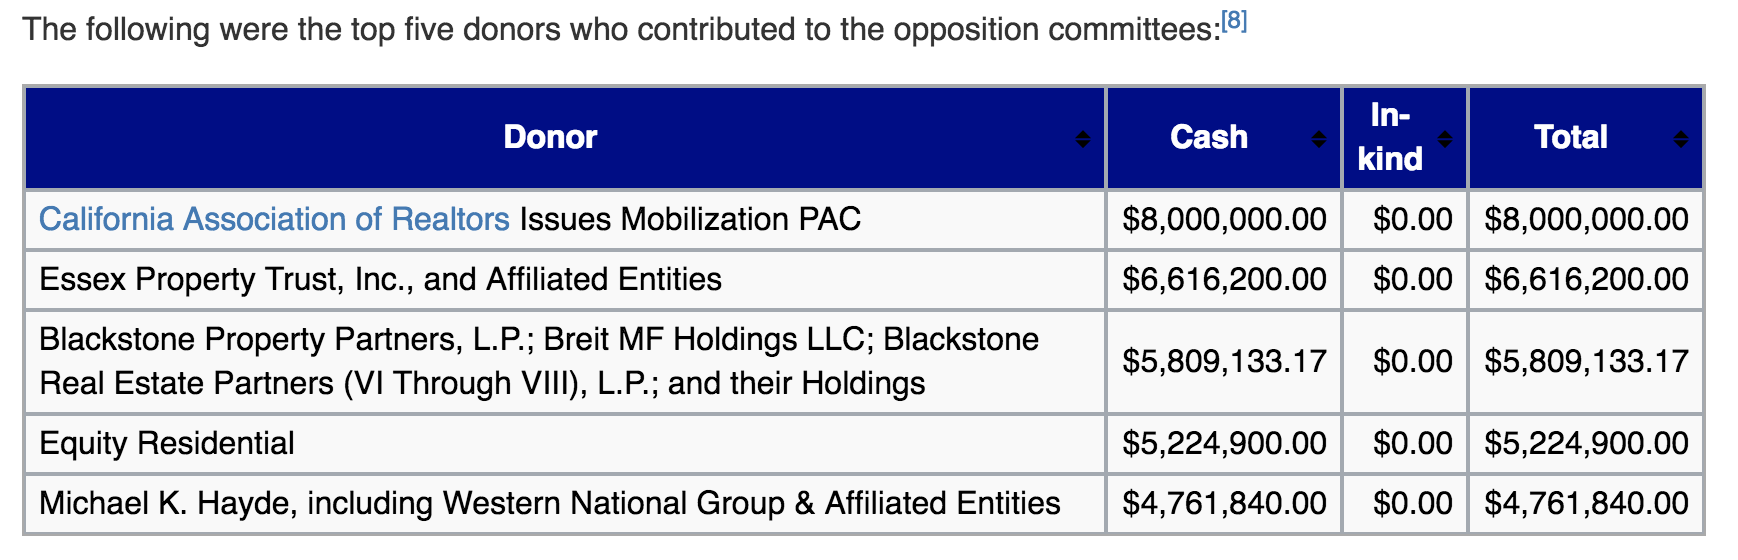 The following were the top five donors who contributed to the opposition committees:[8]
Donor Cash In-kind Total
California Association of Realtors Issues Mobilization PAC $8,000,000.00 $0.00 $8,000,000.00
Essex Property Trust, Inc., and Affiliated Entities $6,616,200.00 $0.00 $6,616,200.00
Blackstone Property Partners, L.P.; Breit MF Holdings LLC; Blackstone
Real Estate Partners (VI Through VIII), L.P.; and their Holdings $5,809,133.17 $0.00 $5,809,133.17
Equity Residential $5,224,900.00 $0.00 $5,224,900.00
Michael K. Hayde, including Western National Group & Affiliated Entities $4,761,840.00 $0.00 $4,761,840.00